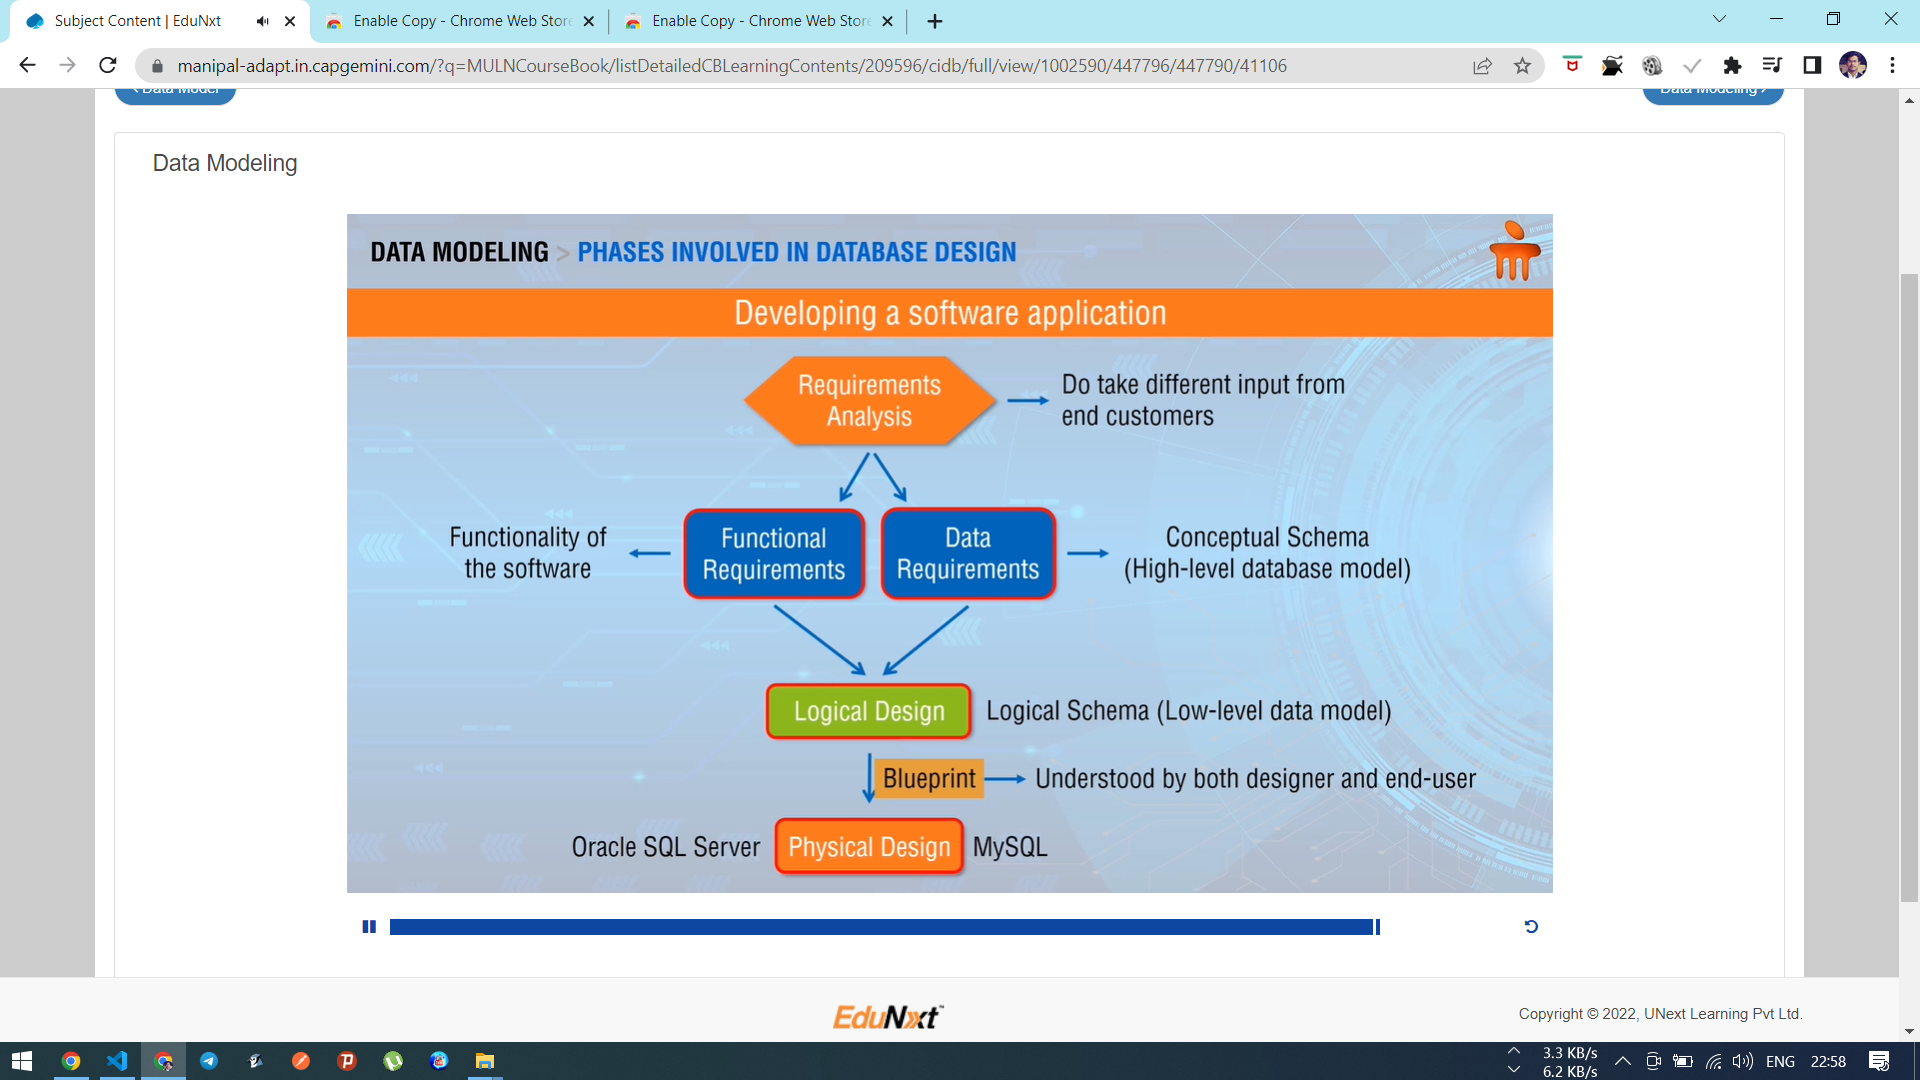 Subject Content | EduNxt
Enable Copy - Chrome Web Store
Enable Copy - Chrome Web Store
manipal-adapt.in.capgemini.com/?q=MULNCourseBook/listDetailedCBLearningContents/209596/cidb/full/view/1002590/447796/447790/41106
Data Model
Data Modeling
Data Modeling
DATA MODELING > PHASES INVOLVED IN DATABASE DESIGN
Developing a software application
Requirements
Analysis
Do take different input from
end customers
Functionality of
the software
Functional
Requirements
Data
Requirements
Conceptual Schema
(High-level database model)
Logical Design
Logical Schema (Low-level data model)
Blueprint
Understood by both designer and end-user
Oracle SQL Server
Physical Design
MySQL
EduNxt™
Copyright © 2022, UNext Learning Pvt Ltd.
3.3 KB/s
6.2 KB/s
ENG
22:58